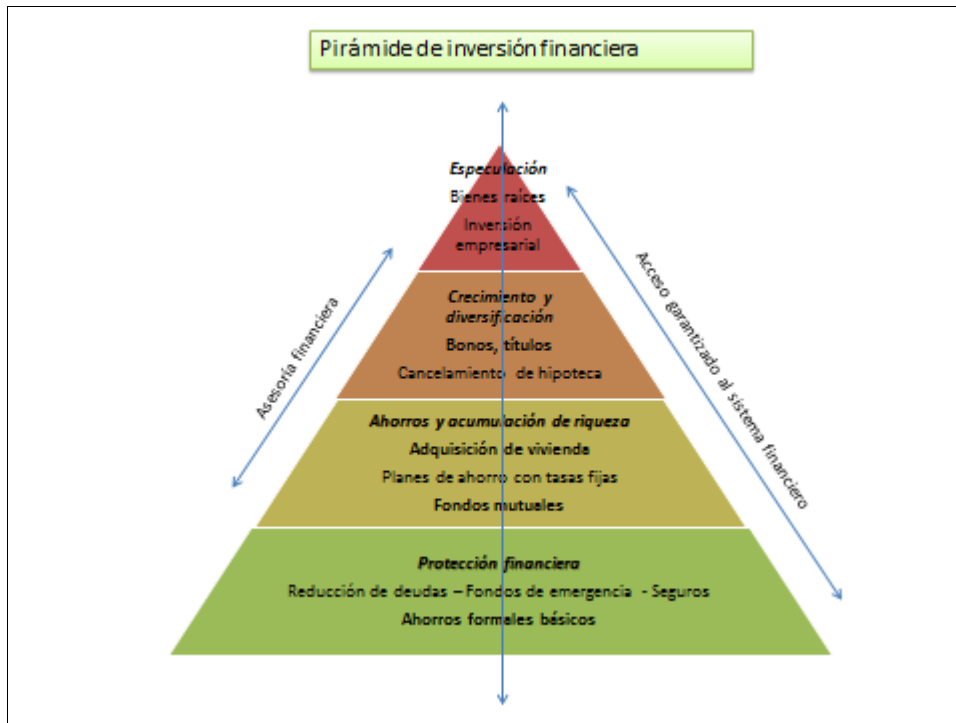 Pirámide de inversión financiera
Especulación
Bienes raíces
Inversión
empresarial
Crecimiento y
diversificación
Bonos, títulos
Cancelamiento de hipoteca
Ahorros y acumulación de riqueza
Adquisición de vivienda
Planes de ahorro con tasas fijas
Fondos mutuales
Protección financiera
Reducción de deudas – Fondos de emergencia - Seguros
Ahorros formales básicos
Asesoría financiera
Acceso garantizado al sistema financiero